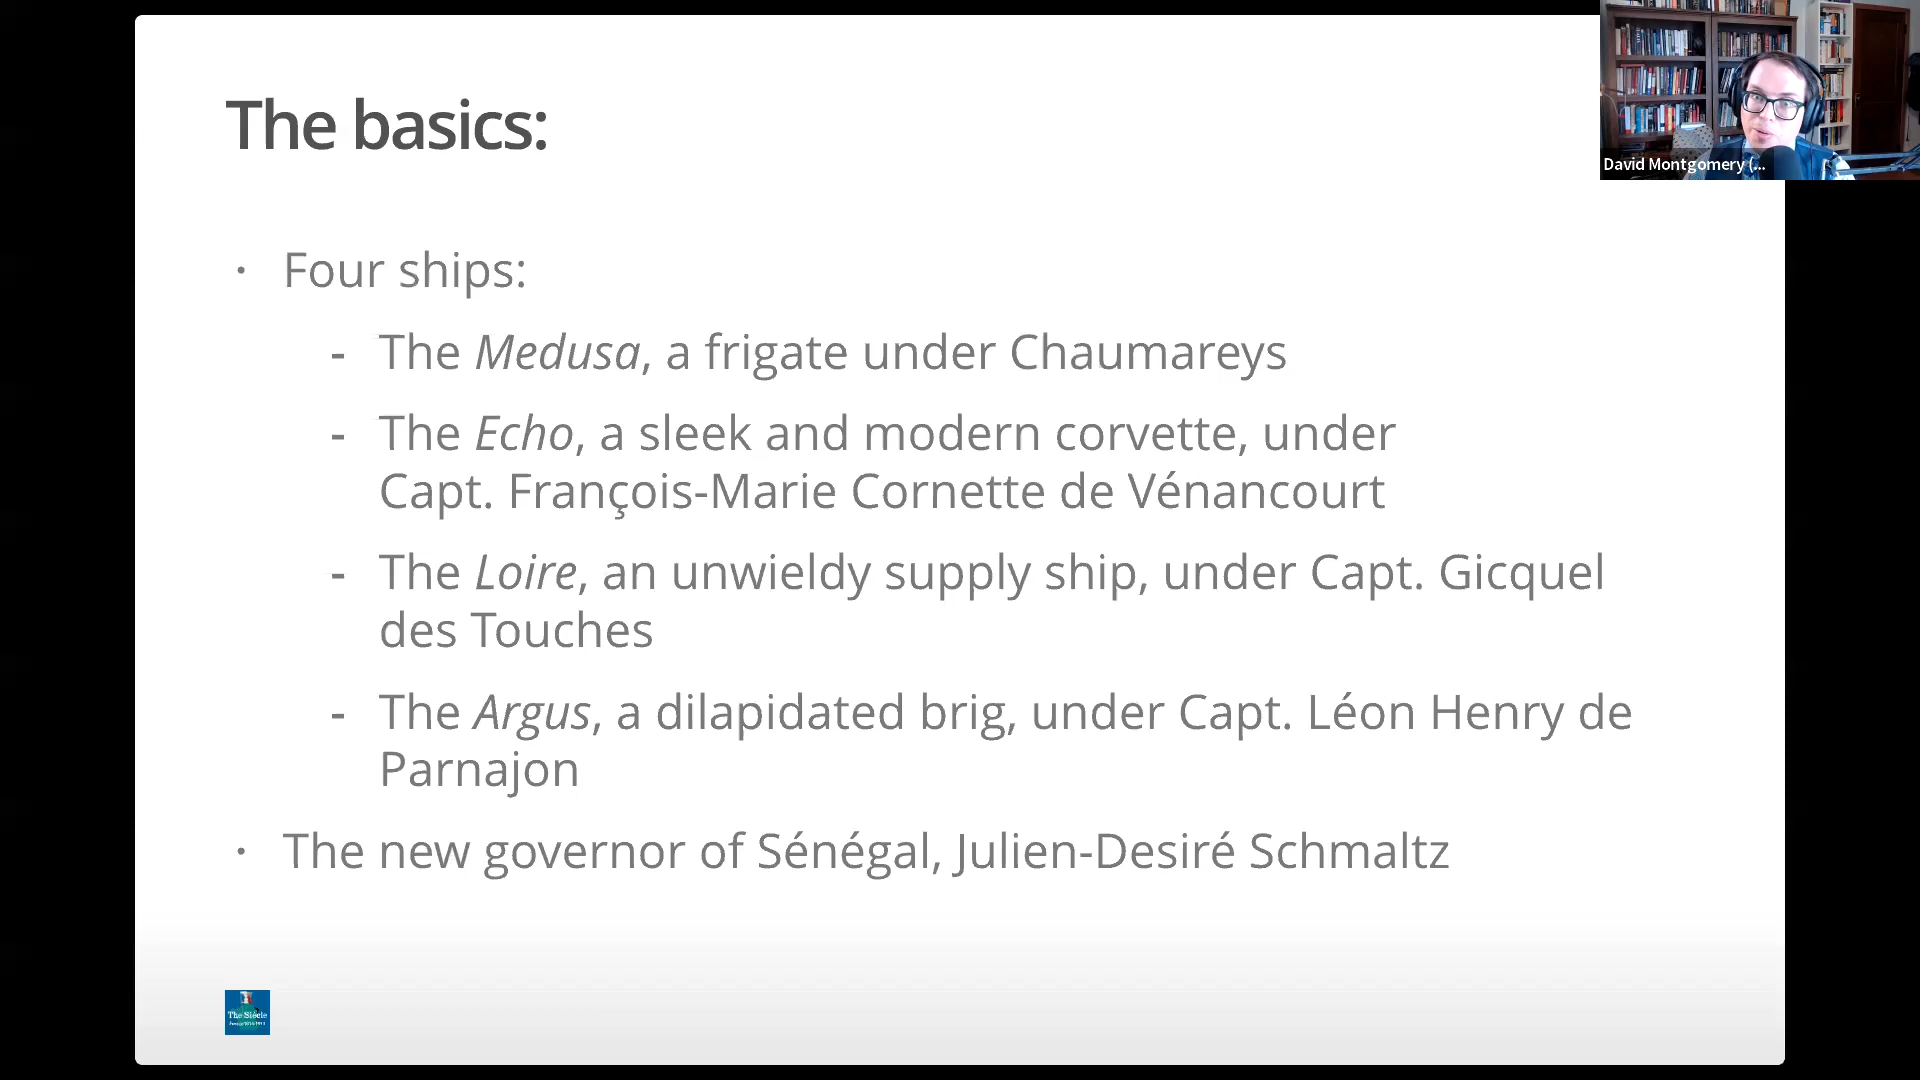 The basics:
David Montgomery (...
· Four ships:
- The Medusa, a frigate under Chaumareys
- The Echo, a sleek and modern corvette, under
Capt. François-Marie Cornette de Vénancourt
- The Loire, an unwieldy supply ship, under Capt. Gicquel
des Touches
- The Argus, a dilapidated brig, under Capt. Léon Henry de
Parnajon
· The new governor of Sénégal, Julien-Desiré Schmaltz
The Siècle